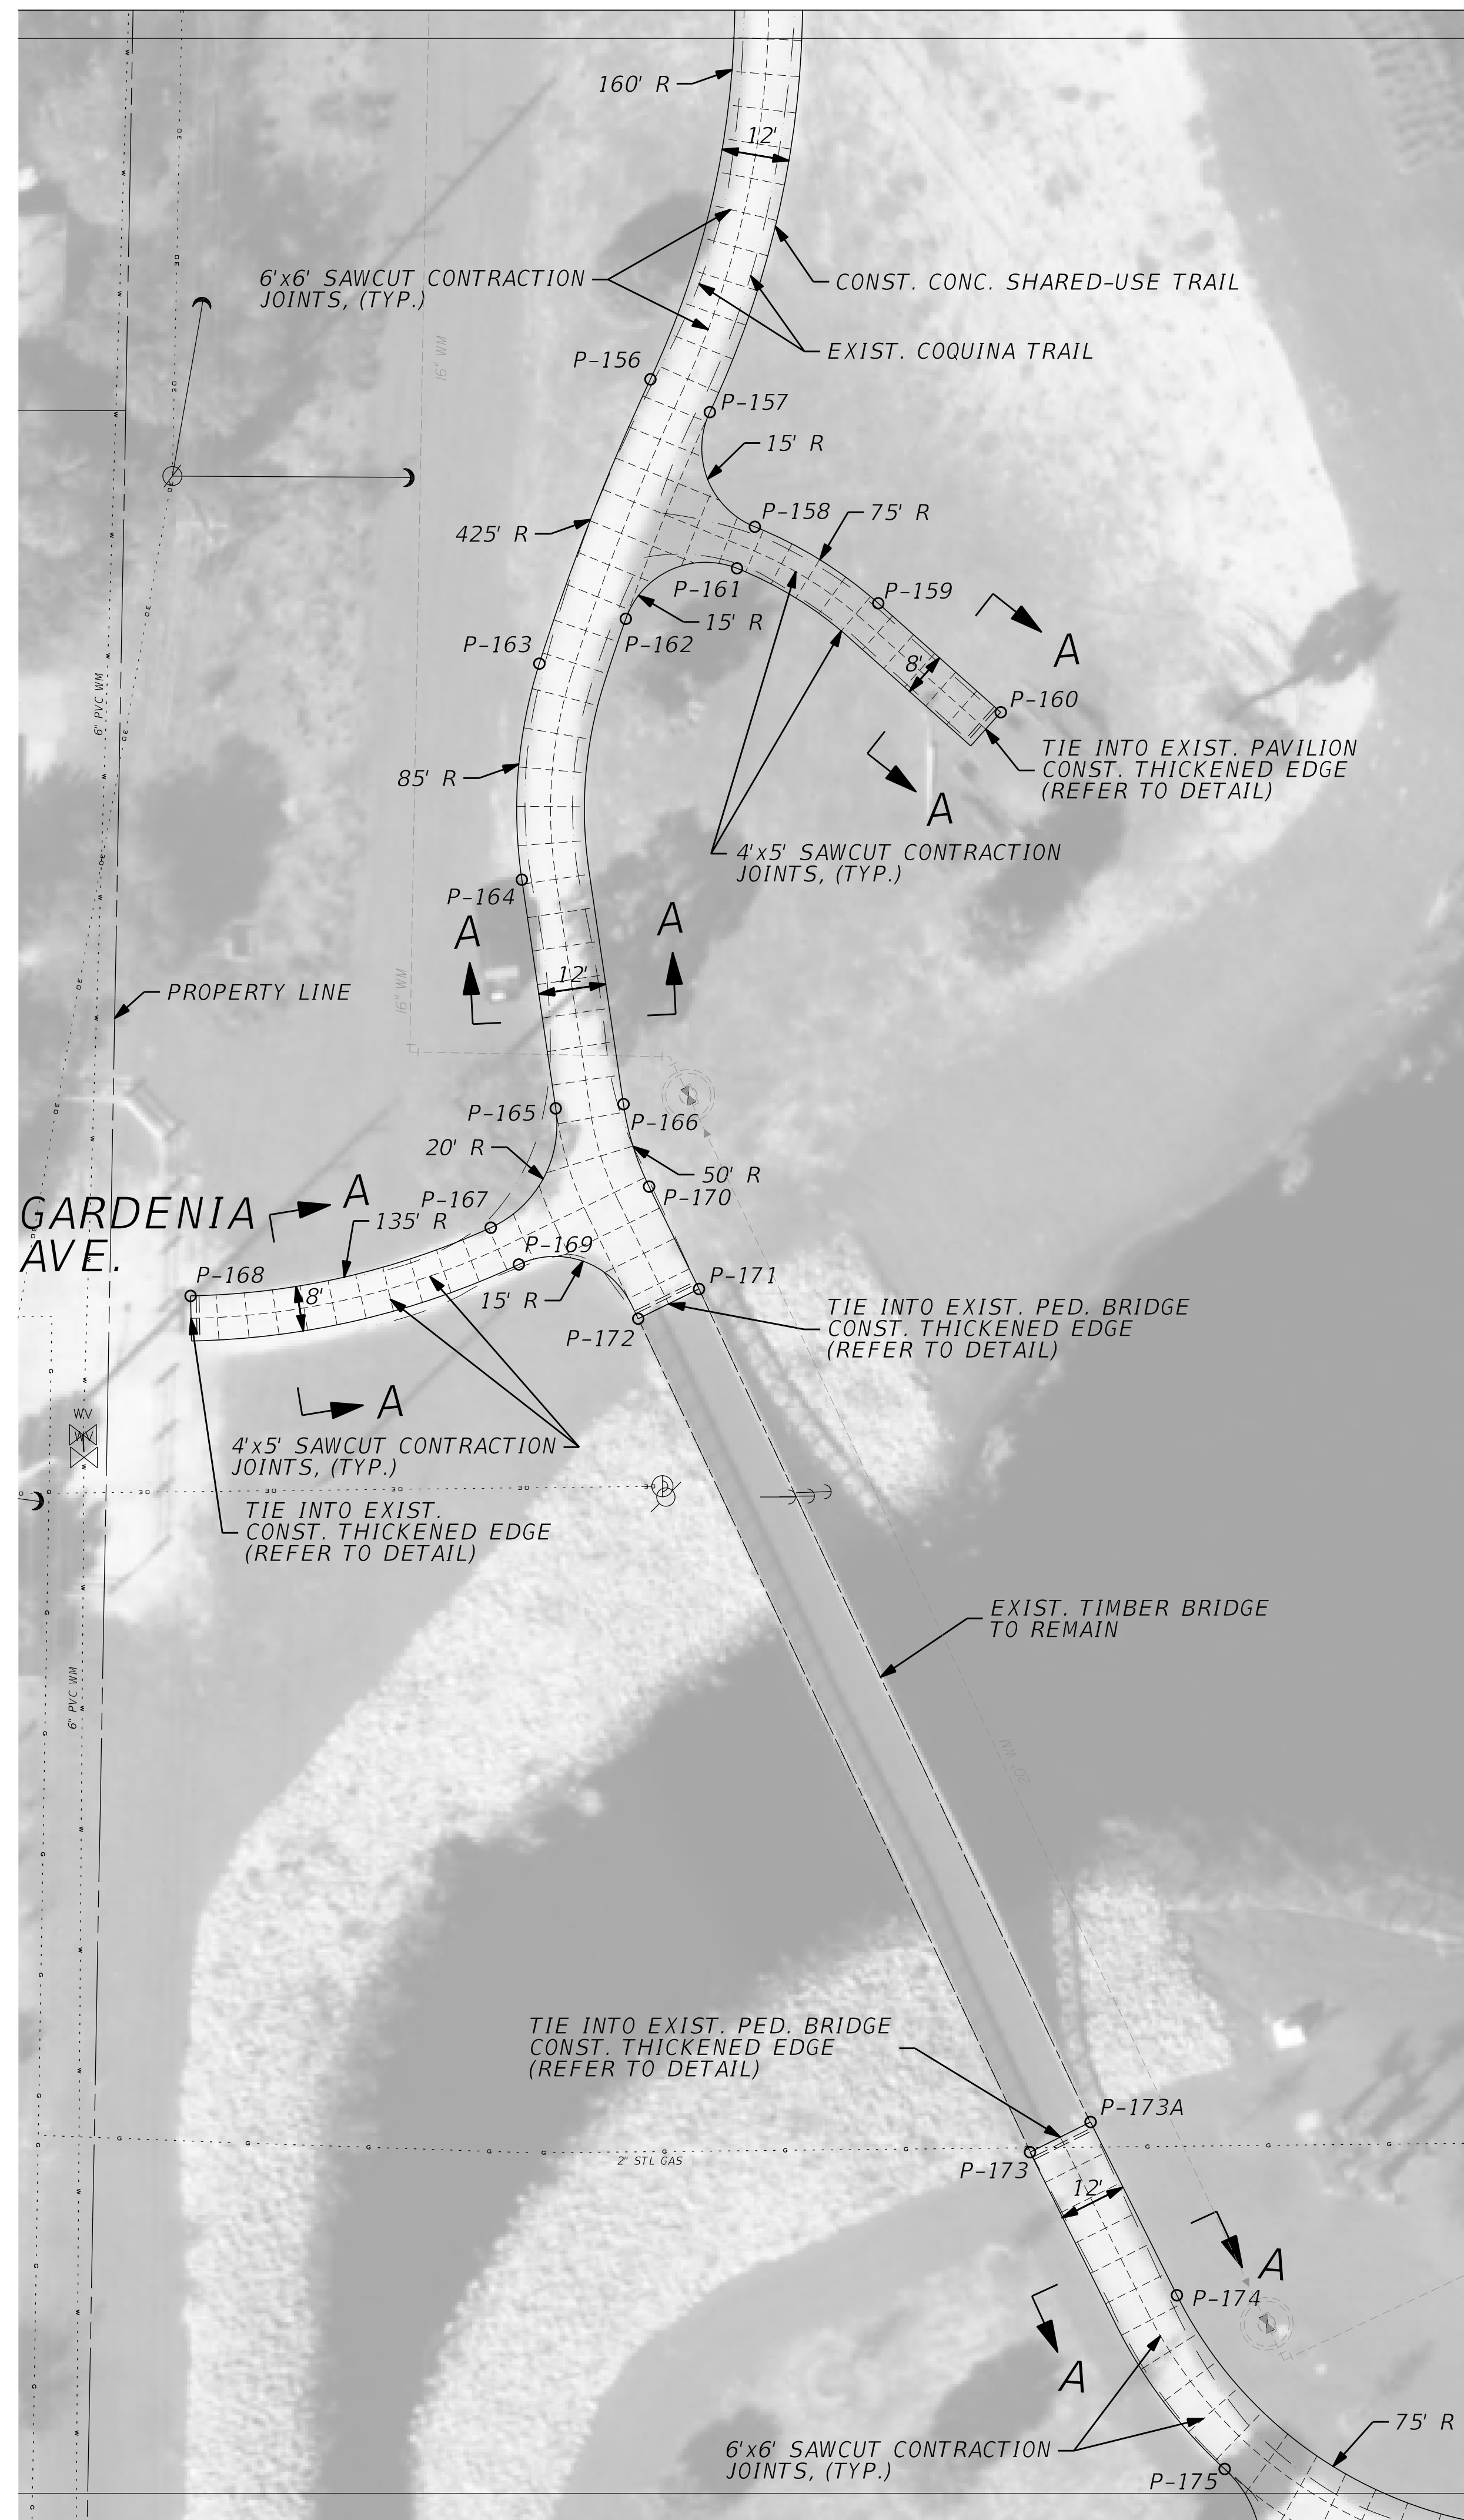 160' R
12'
6'x6' SAWCUT CONTRACTION
JOINTS, (TYP.)
CONST. CONC. SHARED-USE TRAIL
EXIST. COQUINA TRAIL
16" WM
P-156
P-157
15' R
P-158
75' R
425' R
P-161
P-159
15' R
A
P-163
P-162
8'
6" PVC WM
P-160
TIE INTO EXIST. PAVILION
CONST. THICKENED EDGE
(REFER TO DETAIL)
85' R
A
4'x5' SAWCUT CONTRACTION
JOINTS, (TYP.)
P-164
A
A
12'
16" WM
PROPERTY LINE
P-165
P-166
20' R
50' R
A
P-167
P-170
GARDENIA
AVE.
135' R
P-169
P-168
P-171
8'
15' R
TIE INTO EXIST. PED. BRIDGE
CONST. THICKENED EDGE
(REFER TO DETAIL)
P-172
A
WV
WV
4'x5' SAWCUT CONTRACTION
JOINTS, (TYP.)
TIE INTO EXIST.
CONST. THICKENED EDGE
(REFER TO DETAIL)
EXIST. TIMBER BRIDGE
TO REMAIN
6" PVC WM
20" WM
TIE INTO EXIST. PED. BRIDGE
CONST. THICKENED EDGE
(REFER TO DETAIL)
P-173A
2" STL GAS
P-173
12'
A
P-174
A
75' R
6'x6' SAWCUT CONTRACTION
JOINTS, (TYP.)
P-175